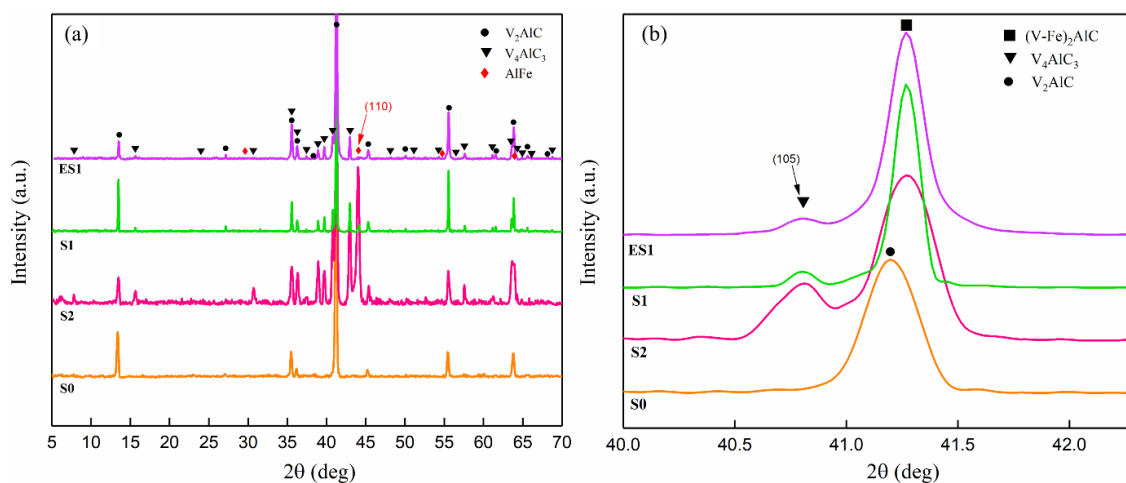 (a)
V₂AlC
V₄AlC₃
AlFe
(110)
ES1
S1
S2
S0
Intensity (a.u.)
5 10 15 20 25 30 35 40 45 50 55 60 65 70
2θ (deg)
(b)
(V-Fe)₂AlC
V₄AlC₃
V₂AlC
(105)
ES1
S1
S2
S0
Intensity (a.u.)
40.0 40.5 41.0 41.5 42.0
2θ (deg)